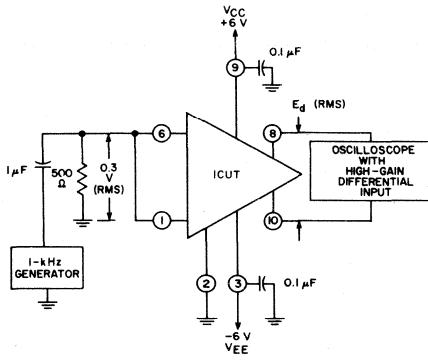 VCC
+6 V
0.1 µF
9
Ed (RMS)
6
8
1 µF
500
Ω
0.3
V
(RMS)
ICUT
OSCILLOSCOPE
WITH
HIGH-GAIN
DIFFERENTIAL
INPUT
1
10
1-kHz
GENERATOR
2
3
0.1 µF
-6 V
VEE